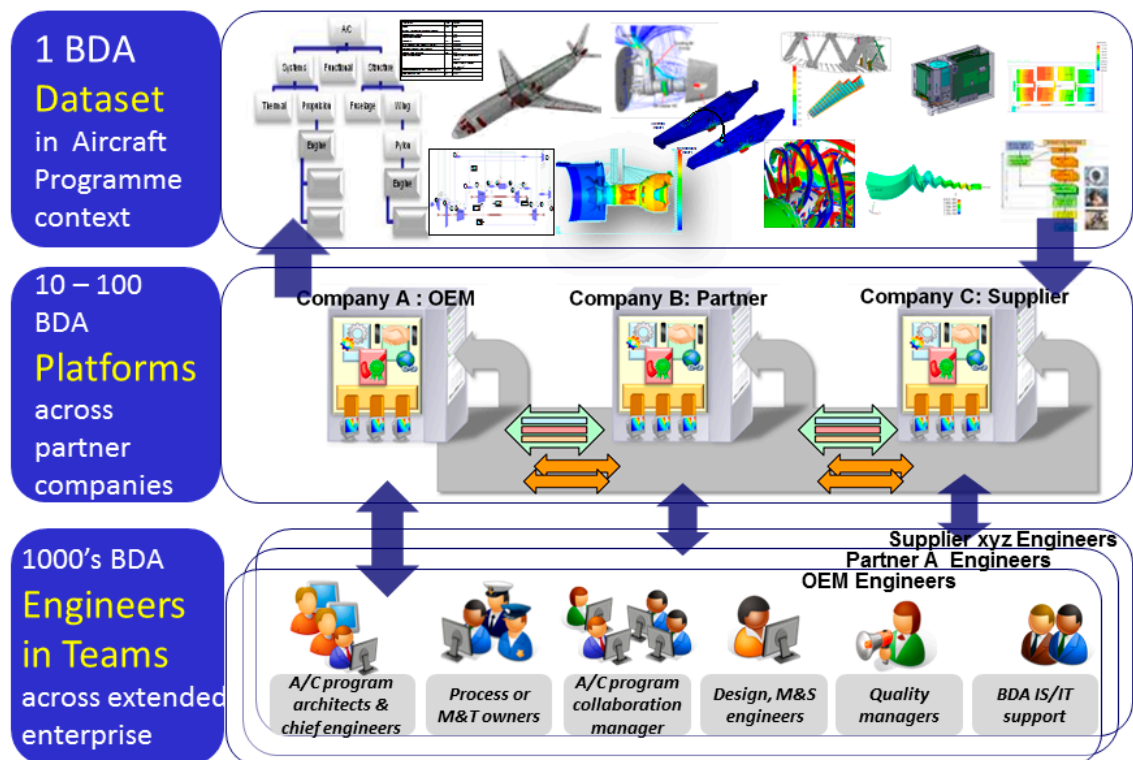 1 BDA
Dataset
in Aircraft
Programme
context
A/C
Systems Functional Structure
Thermal Propulsion Fuselage Wing
Engine Pylon
Engine
10 – 100
BDA
Platforms
across
partner
companies
Company A : OEM
Company B: Partner
Company C: Supplier
1000's BDA
Engineers
in Teams
across extended
enterprise
Supplier xyz Engineers
Partner A Engineers
OEM Engineers
A/C program
architects &
chief engineers
Process or
M&T owners
A/C program
collaboration
manager
Design, M&S
engineers
Quality
managers
BDA IS/IT
support